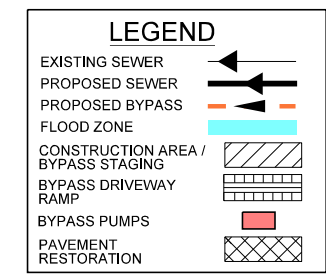 LEGEND
EXISTING SEWER
PROPOSED SEWER
PROPOSED BYPASS
FLOOD ZONE
CONSTRUCTION AREA /
BYPASS STAGING
BYPASS DRIVEWAY
RAMP
BYPASS PUMPS
PAVEMENT
RESTORATION